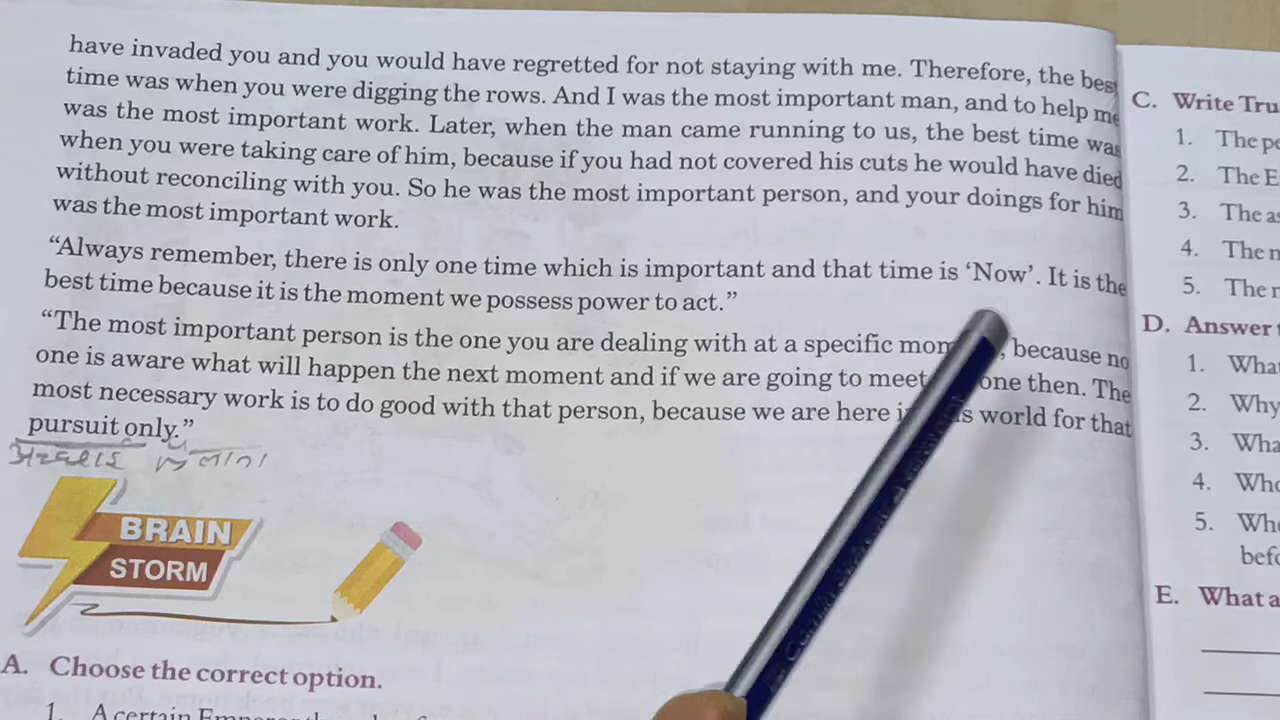 have invaded you and you would have regretted for not staying with me. Therefore, the best
time was when you were digging the rows. And I was the most important man, and to help me
was the most important work. Later, when the man came running to us, the best time was
when you were taking care of him, because if you had not covered his cuts he would have died
without reconciling with you. So he was the most important person, and your doings for him
was the most important work.
“Always remember, there is only one time which is important and that time is ‘Now’. It is the
best time because it is the moment we possess power to act.”
“The most important person is the one you are dealing with at a specific because no
one is aware what will happen the next moment and if we are going to meet one then. The
most necessary work is to do good with that person, because we are here world for that
pursuit only.”
BRAIN
STORM
A. Choose the correct option.
1. A certain
C. Write Tru
1. The pe
2. The E
3. The as
4. The
5. The
D. Answer
1. Wha
2. Why
3. Wha
4. Who
5. Whe
befo
E. What a